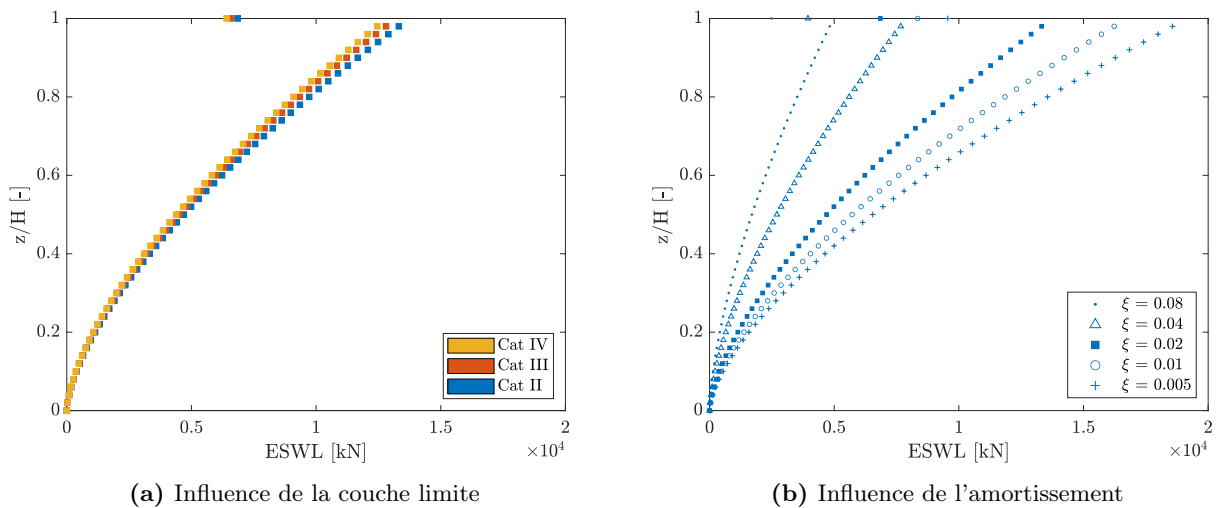 1
0.8
0.6
0.4
0.2
0
z/H [-]
Cat IV
Cat III
Cat II
0 0.5 1 1.5 2
×10⁴
ESWL [kN]
(a) Influence de la couche limite
1
0.8
0.6
0.4
0.2
0
z/H [-]
ξ = 0.08
ξ = 0.04
ξ = 0.02
ξ = 0.01
ξ = 0.005
0 0.5 1 1.5 2
×10⁴
ESWL [kN]
(b) Influence de l'amortissement